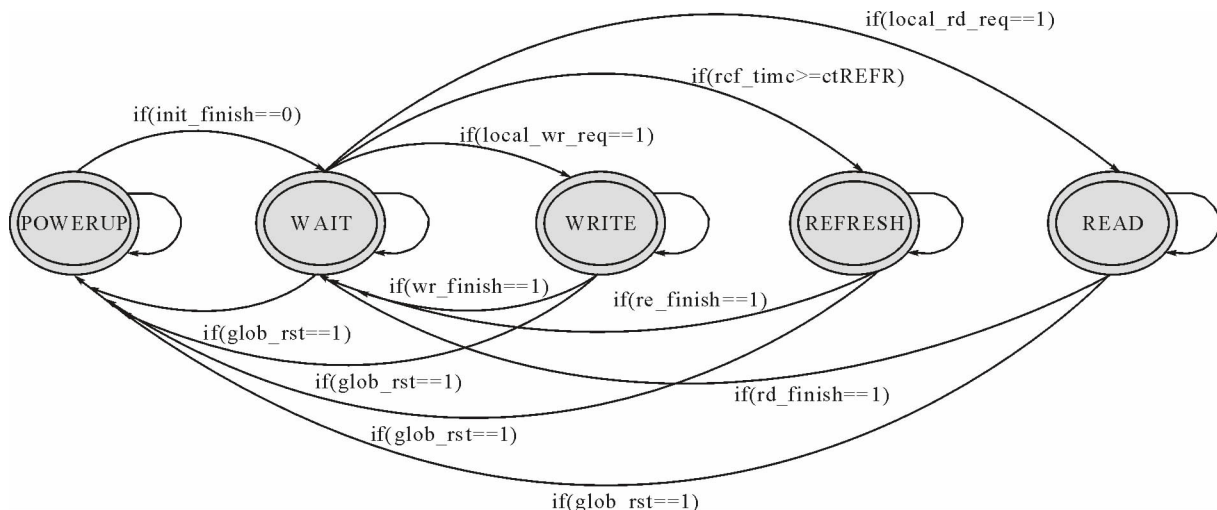 if(local_rd_req==1)
if(rcf_timc>=ctREFR)
if(init_finish==0)
if(local_wr_req==1)
POWERUP
WAIT
WRITE
REFRESH
READ
if(wr_finish==1)
if(re_finish==1)
if(glob_rst==1)
if(glob_rst==1)
if(rd_finish==1)
if(glob_rst==1)
if(glob_rst==1)